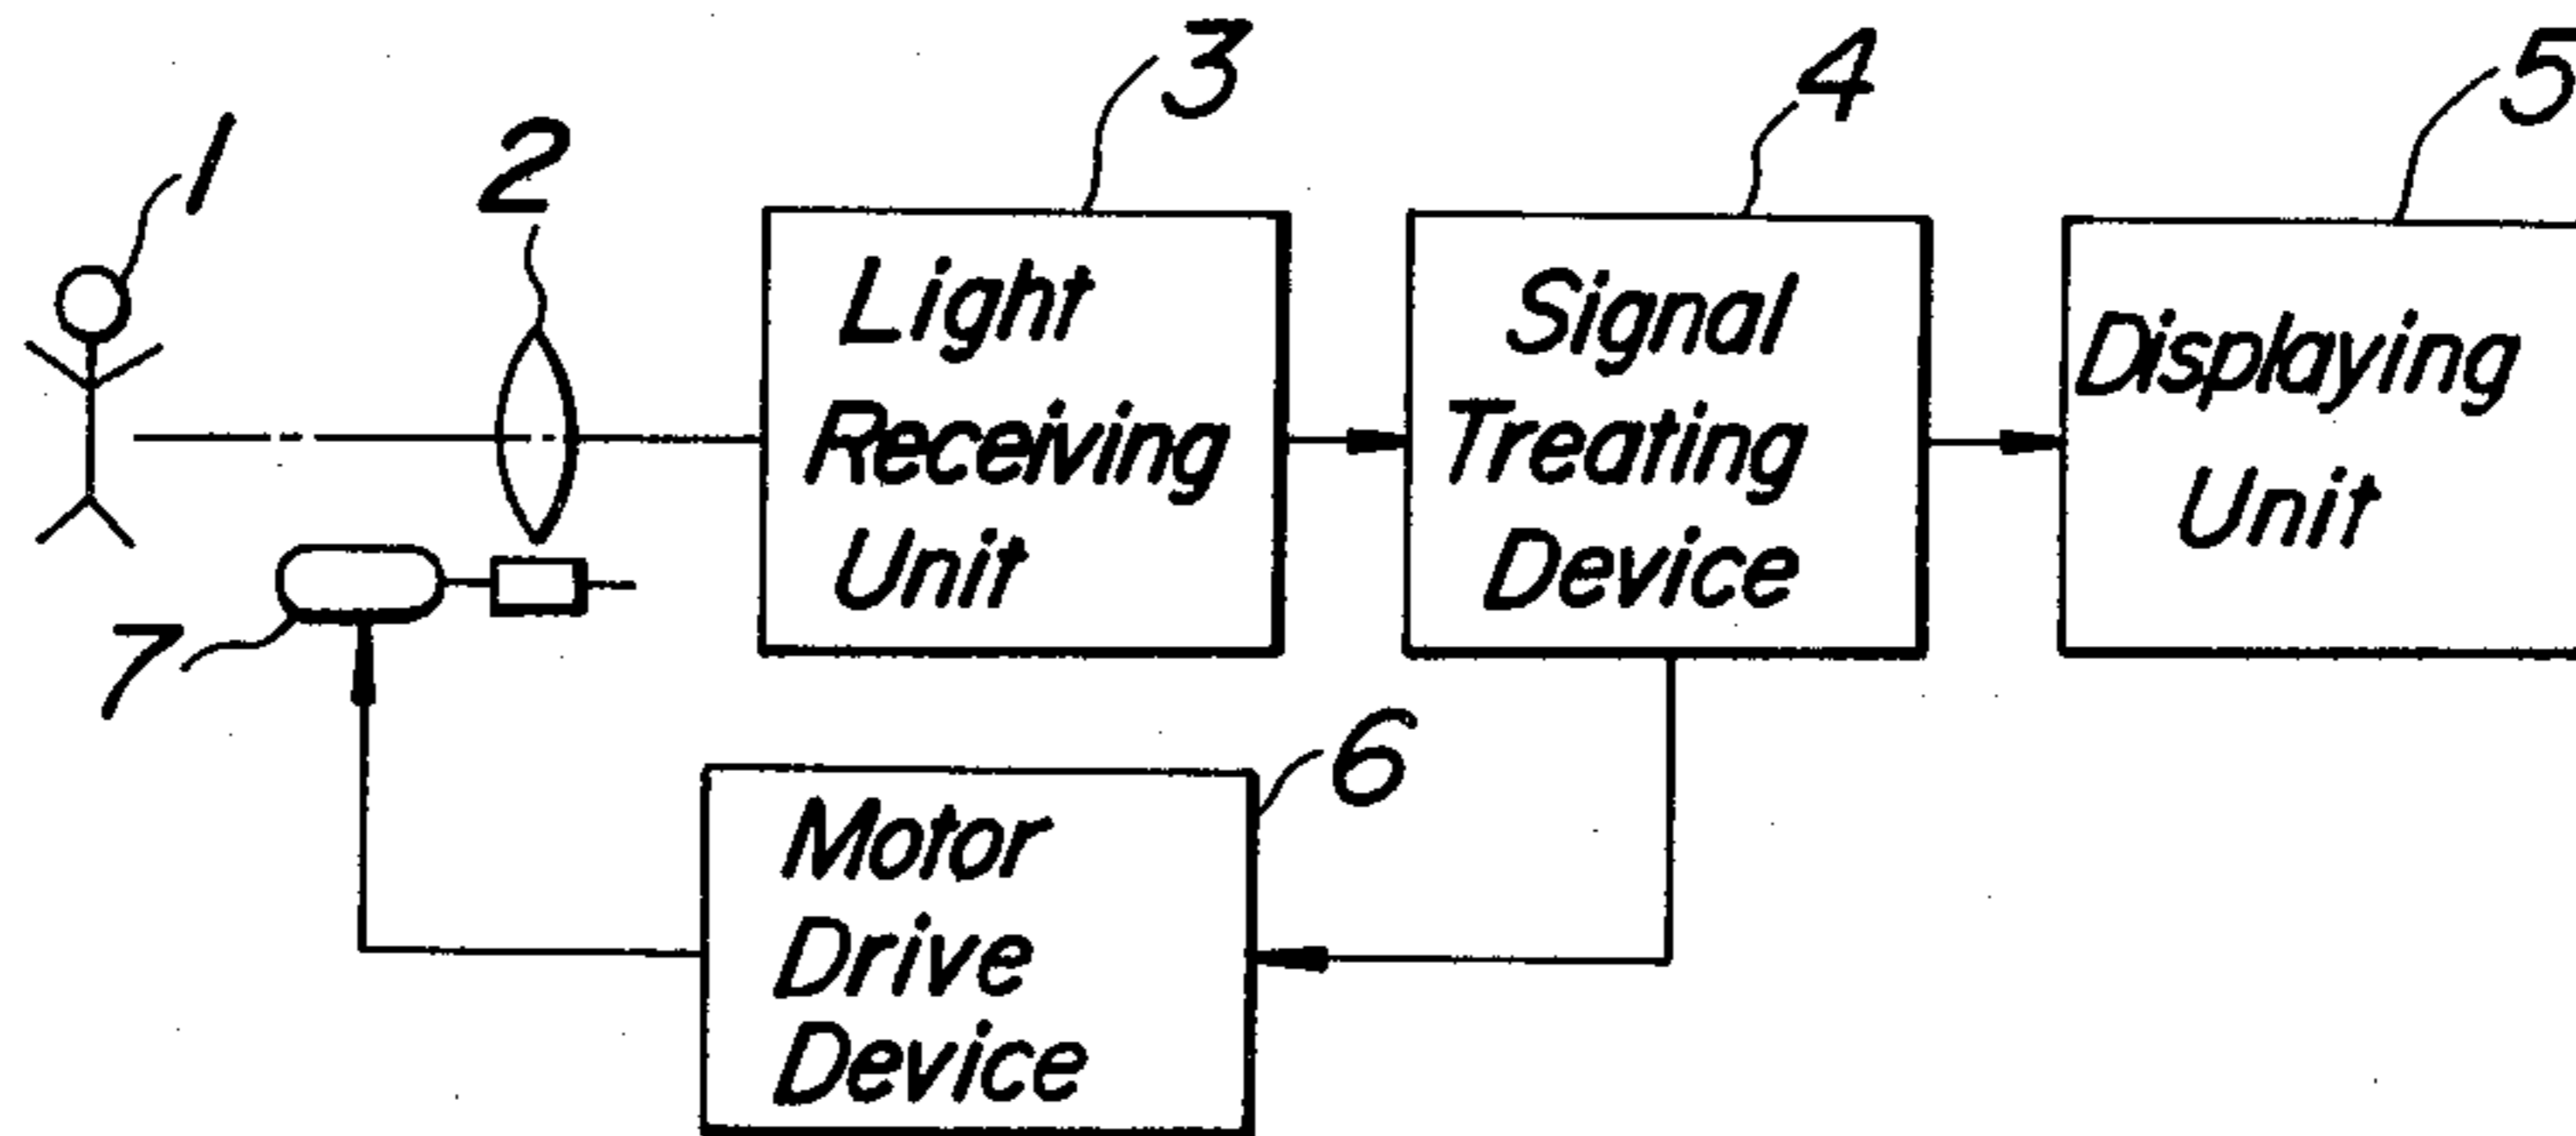 1
2
3
4
5
Light
Receiving
Unit
Signal
Treating
Device
Displaying
Unit
7
6
Motor
Drive
Device